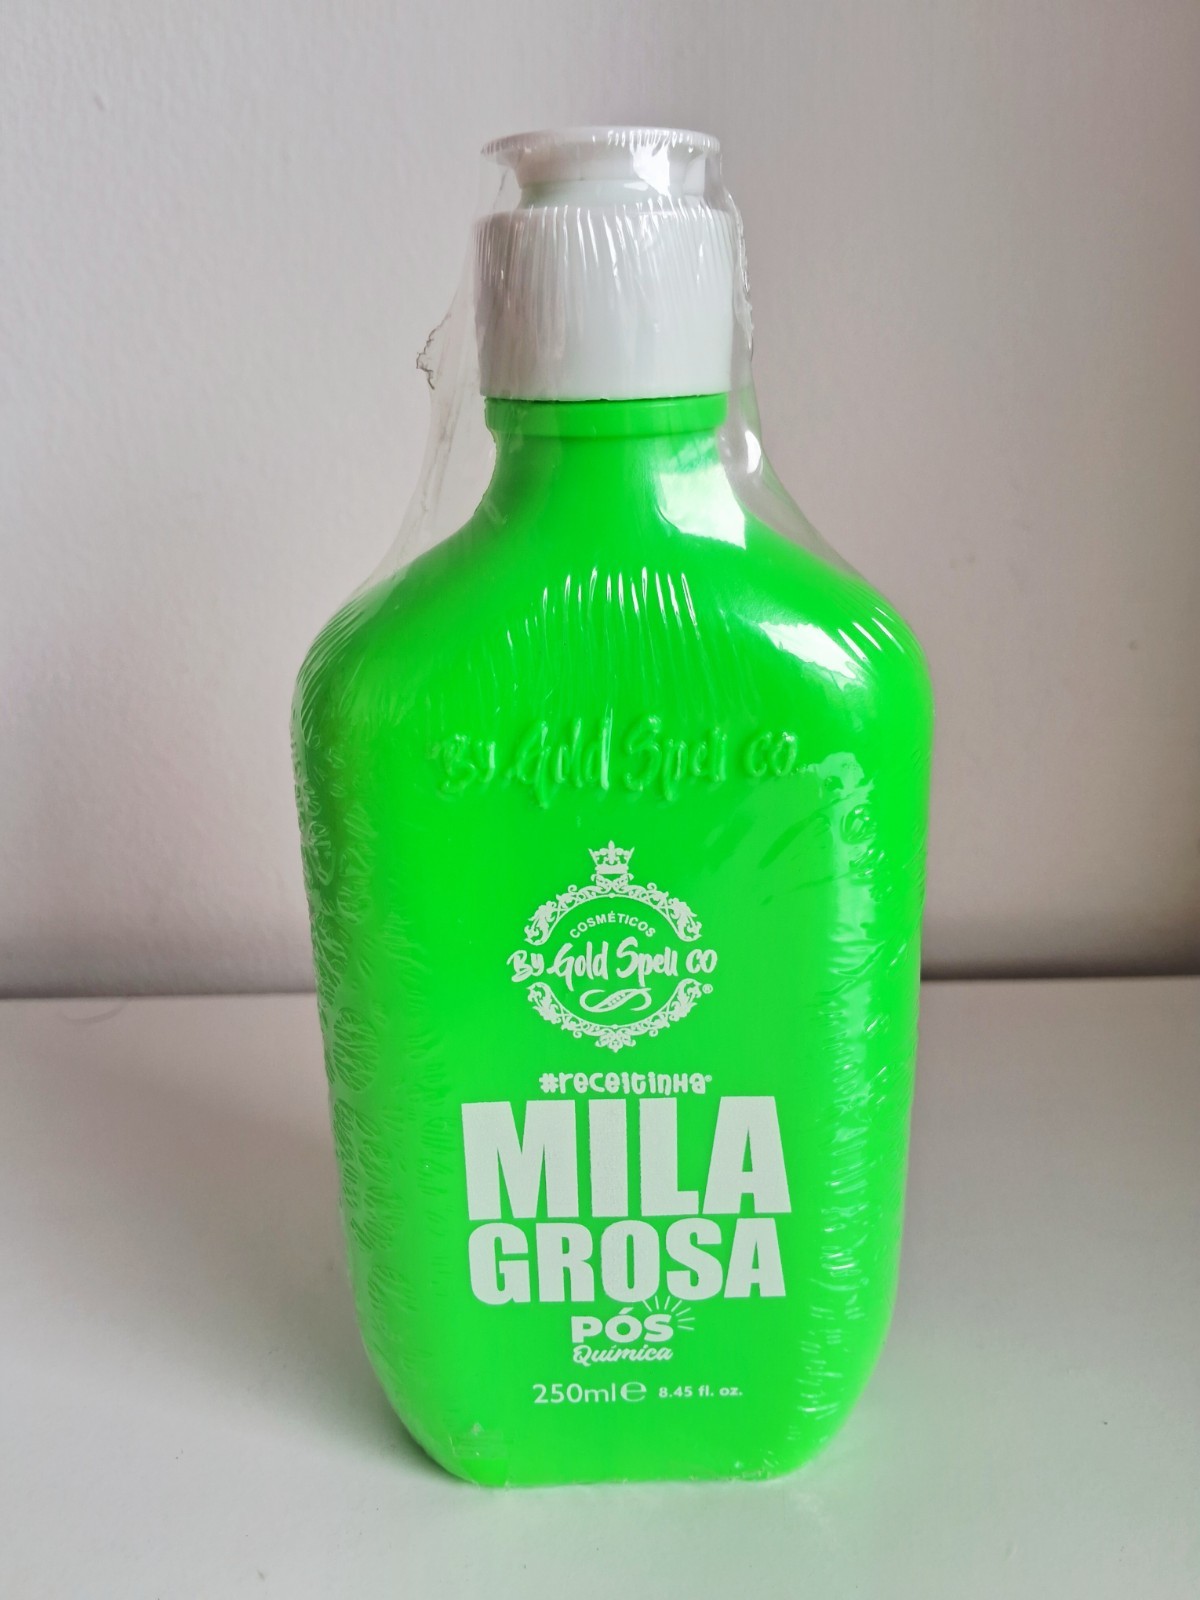 By Gold Spell CO
COSMÉTICOS
By Gold Spell CO
®
#receitinha®
MILA
GROSA
PÓS
Química
250ml℮ 8.45 fl. oz.